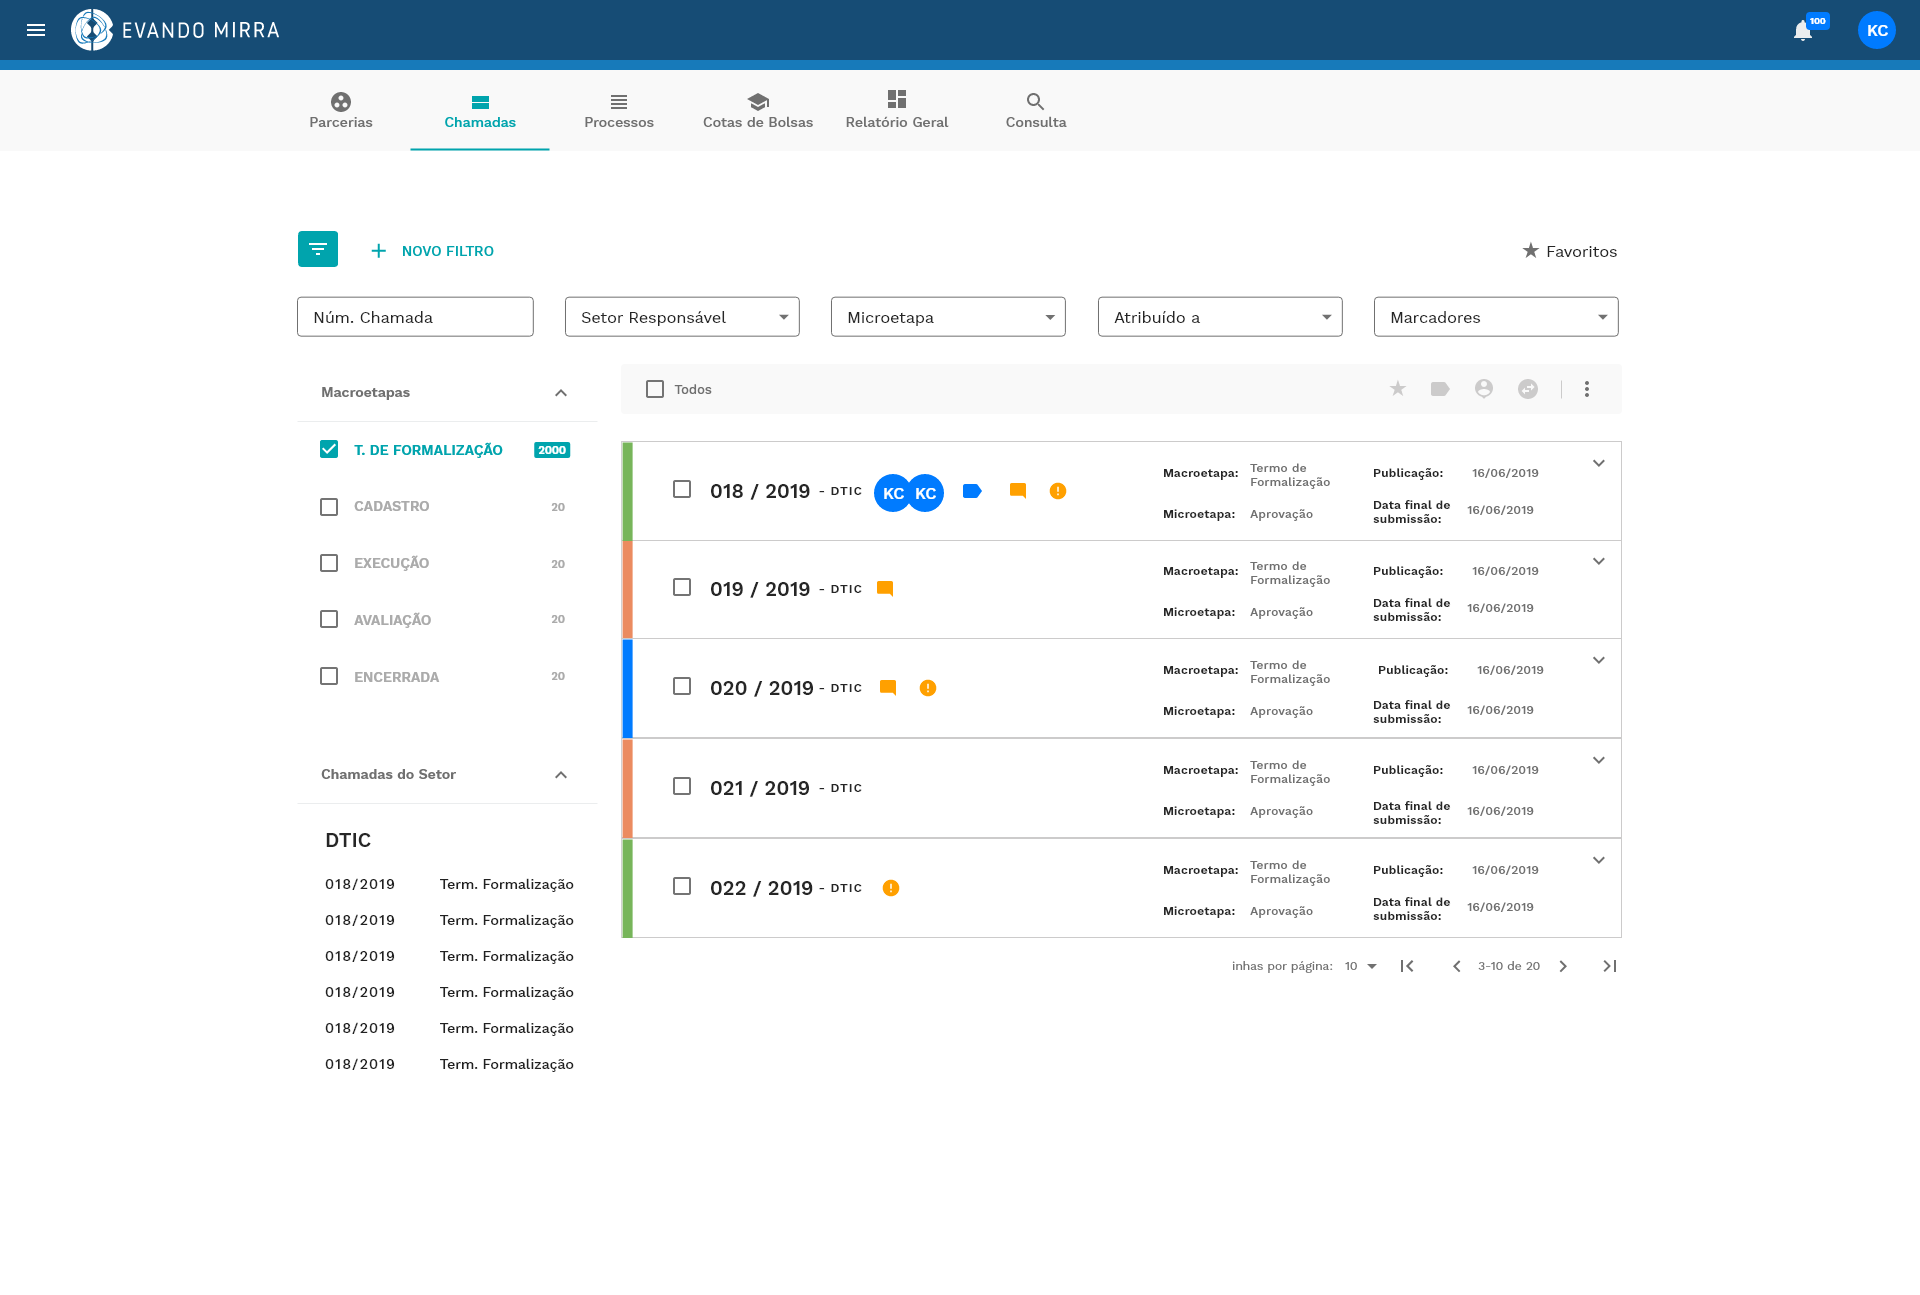 EVANDO MIRRA
100
KC
Parcerias
Chamadas
Processos
Cotas de Bolsas
Relatório Geral
Consulta
NOVO FILTRO
Favoritos
Núm. Chamada
Setor Responsável
Microetapa
Atribuído a
Marcadores
Macroetapas
T. DE FORMALIZAÇÃO 2000
CADASTRO 20
EXECUÇÃO 20
AVALIAÇÃO 20
ENCERRADA 20
Chamadas do Setor
DTIC
018/2019 Term. Formalização
018/2019 Term. Formalização
018/2019 Term. Formalização
018/2019 Term. Formalização
018/2019 Term. Formalização
018/2019 Term. Formalização
Todos
018 / 2019 - DTIC KC KC
Macroetapa: Termo de
Formalização
Microetapa: Aprovação
Publicação: 16/06/2019
Data final de
submissão: 16/06/2019
019 / 2019 - DTIC
Macroetapa: Termo de
Formalização
Microetapa: Aprovação
Publicação: 16/06/2019
Data final de
submissão: 16/06/2019
020 / 2019 - DTIC
Macroetapa: Termo de
Formalização
Microetapa: Aprovação
Publicação: 16/06/2019
Data final de
submissão: 16/06/2019
021 / 2019 - DTIC
Macroetapa: Termo de
Formalização
Microetapa: Aprovação
Publicação: 16/06/2019
Data final de
submissão: 16/06/2019
022 / 2019 - DTIC
Macroetapa: Termo de
Formalização
Microetapa: Aprovação
Publicação: 16/06/2019
Data final de
submissão: 16/06/2019
inhas por página: 10
3-10 de 20